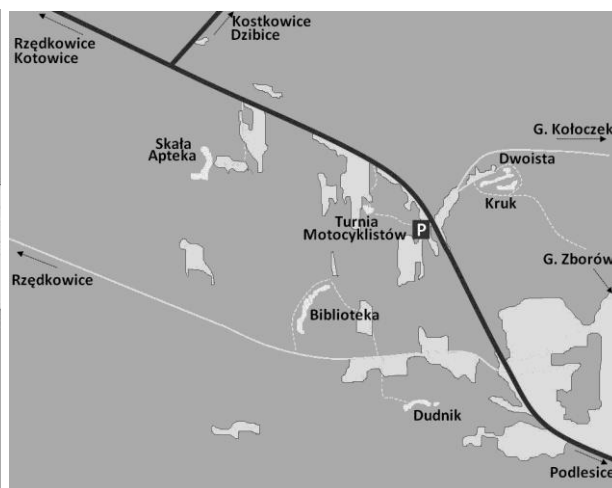 Kostkowice
Dzibice
Rzędkowice
Kotowice
G. Kołoczek
Skała
Apteka
Dwoista
Kruk
Turnia
Motocyklistów
P
G. Zborów
Rzędkowice
Biblioteka
Dudnik
Podlesice